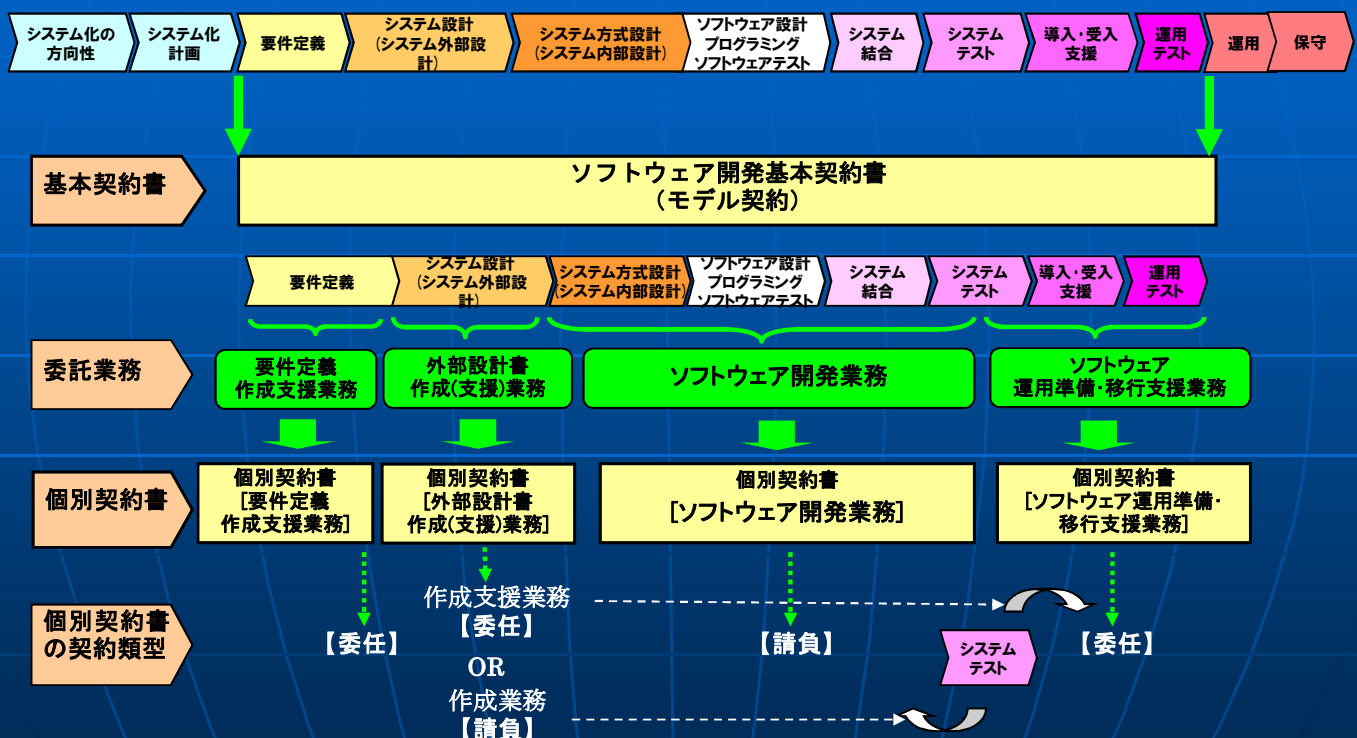 システム化の
方向性
システム化
計画
要件定義
システム設計
(システム外部設
計)
システム方式設計
(システム内部設計)
ソフトウェア設計
プログラミング
ソフトウェアテスト
システム
結合
システム
テスト
導入・受入
支援
運用
テスト
運用
保守
基本契約書
ソフトウェア開発基本契約書
(モデル契約)
要件定義
システム設計
(システム外部設
計)
システム方式設計
(システム内部設計)
ソフトウェア設計
プログラミング
ソフトウェアテスト
システム
結合
システム
テスト
導入・受入
支援
運用
テスト
委託業務
要件定義
作成支援業務
外部設計書
作成(支援)業務
ソフトウェア開発業務
ソフトウェア
運用準備・移行支援業務
個別契約書
個別契約書
[要件定義
作成支援業務]
個別契約書
[外部設計書
作成(支援)業務]
個別契約書
[ソフトウェア開発業務]
個別契約書
[ソフトウェア運用準備・
移行支援業務]
個別契約書
の契約類型
【委任】
作成支援業務
【委任】
OR
作成業務
【請負】
【請負】
システム
テスト
【委任】